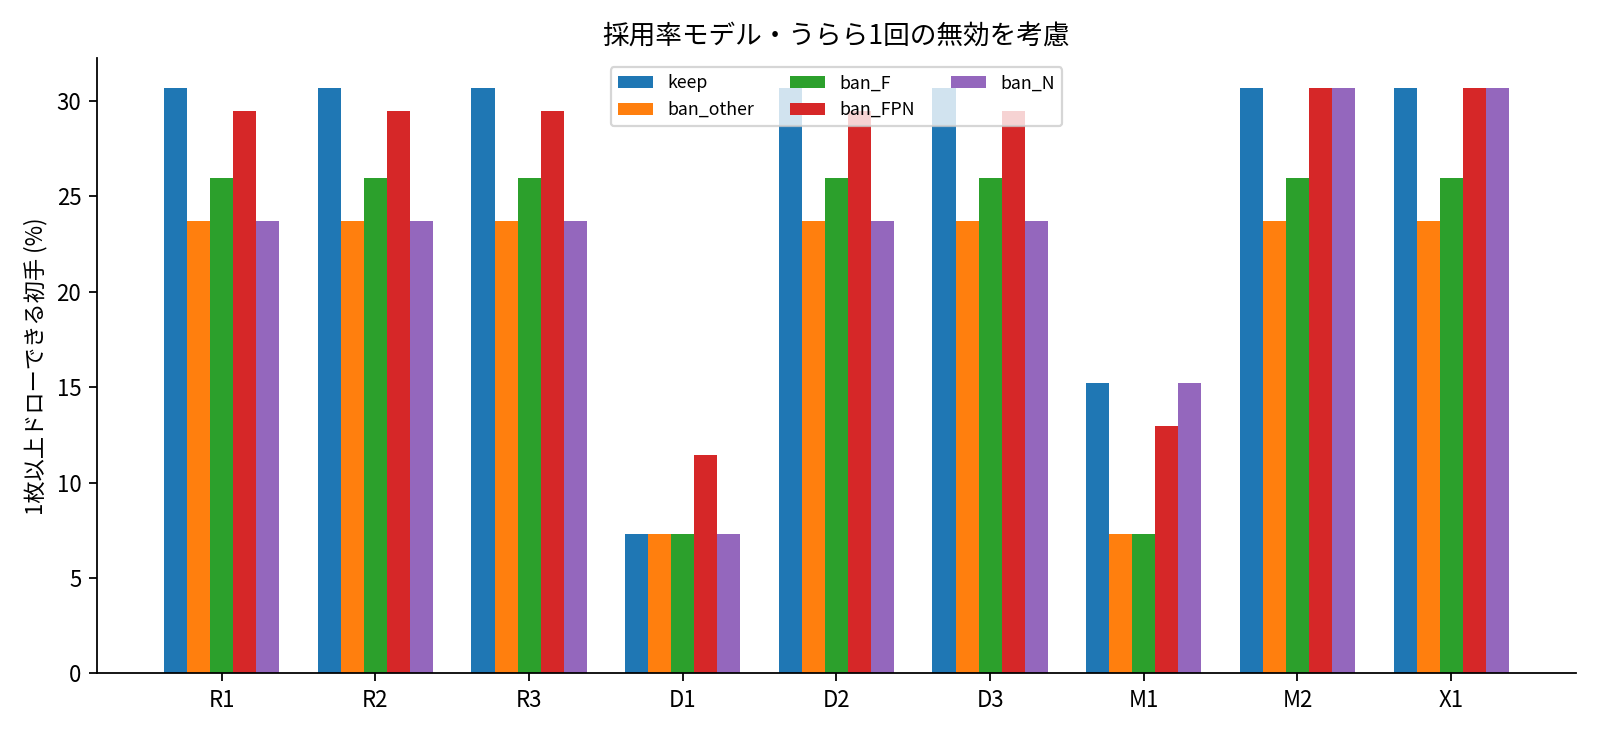 採用率モデル・うらら1回の無効を考慮
keep
ban_other
ban_F
ban_FPN
ban_N
1枚以上ドローできる初手 (%)
30
25
20
15
10
5
0
R1 R2 R3 D1 D2 D3 M1 M2 X1